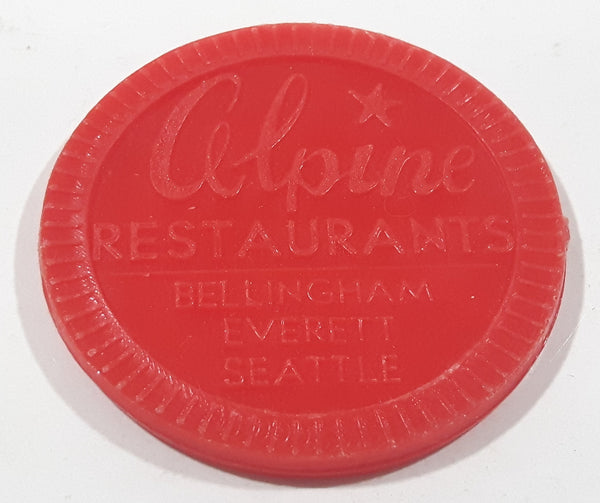 Alpine
RESTAURANTS
BELLINGHAM
EVERETT
SEATTLE